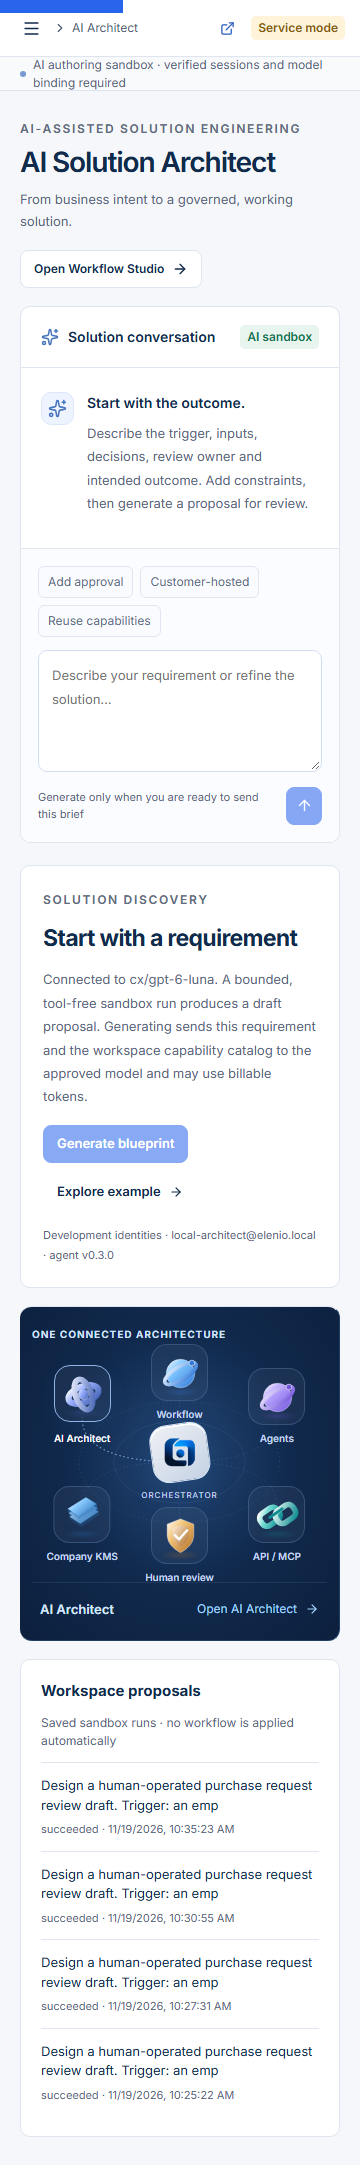 AI Architect
Service mode
AI authoring sandbox · verified sessions and model
binding required
AI-ASSISTED SOLUTION ENGINEERING
AI Solution Architect
From business intent to a governed, working
solution.
Open Workflow Studio
Solution conversation
AI sandbox
Start with the outcome.
Describe the trigger, inputs,
decisions, review owner and
intended outcome. Add constraints,
then generate a proposal for review.
Add approval
Customer-hosted
Reuse capabilities
Describe your requirement or refine the
solution...
Generate only when you are ready to send
this brief
SOLUTION DISCOVERY
Start with a requirement
Connected to cx/gpt-6-luna. A bounded,
tool-free sandbox run produces a draft
proposal. Generating sends this requirement
and the workspace capability catalog to the
approved model and may use billable
tokens.
Generate blueprint
Explore example
Development identities · local-architect@elenio.local
· agent v0.3.0
ONE CONNECTED ARCHITECTURE
Workflow
AI Architect
Agents
ORCHESTRATOR
Company KMS
API / MCP
Human review
AI Architect
Open AI Architect
Workspace proposals
Saved sandbox runs · no workflow is applied
automatically
Design a human-operated purchase request
review draft. Trigger: an emp
succeeded · 11/19/2026, 10:35:23 AM
Design a human-operated purchase request
review draft. Trigger: an emp
succeeded · 11/19/2026, 10:30:55 AM
Design a human-operated purchase request
review draft. Trigger: an emp
succeeded · 11/19/2026, 10:27:31 AM
Design a human-operated purchase request
review draft. Trigger: an emp
succeeded · 11/19/2026, 10:25:22 AM